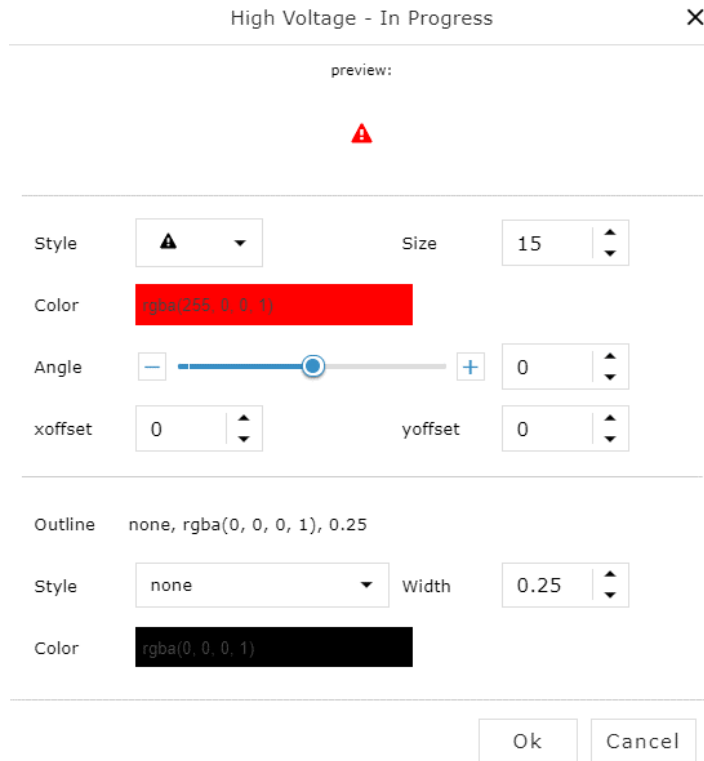 High Voltage - In Progress
preview:
Style
Size 15
Color rgba(255, 0, 0, 1)
Angle 0
xoffset 0 yoffset 0
Outline none, rgba(0, 0, 0, 1), 0.25
Style none Width 0.25
Color rgba(0, 0, 0, 1)
Ok Cancel